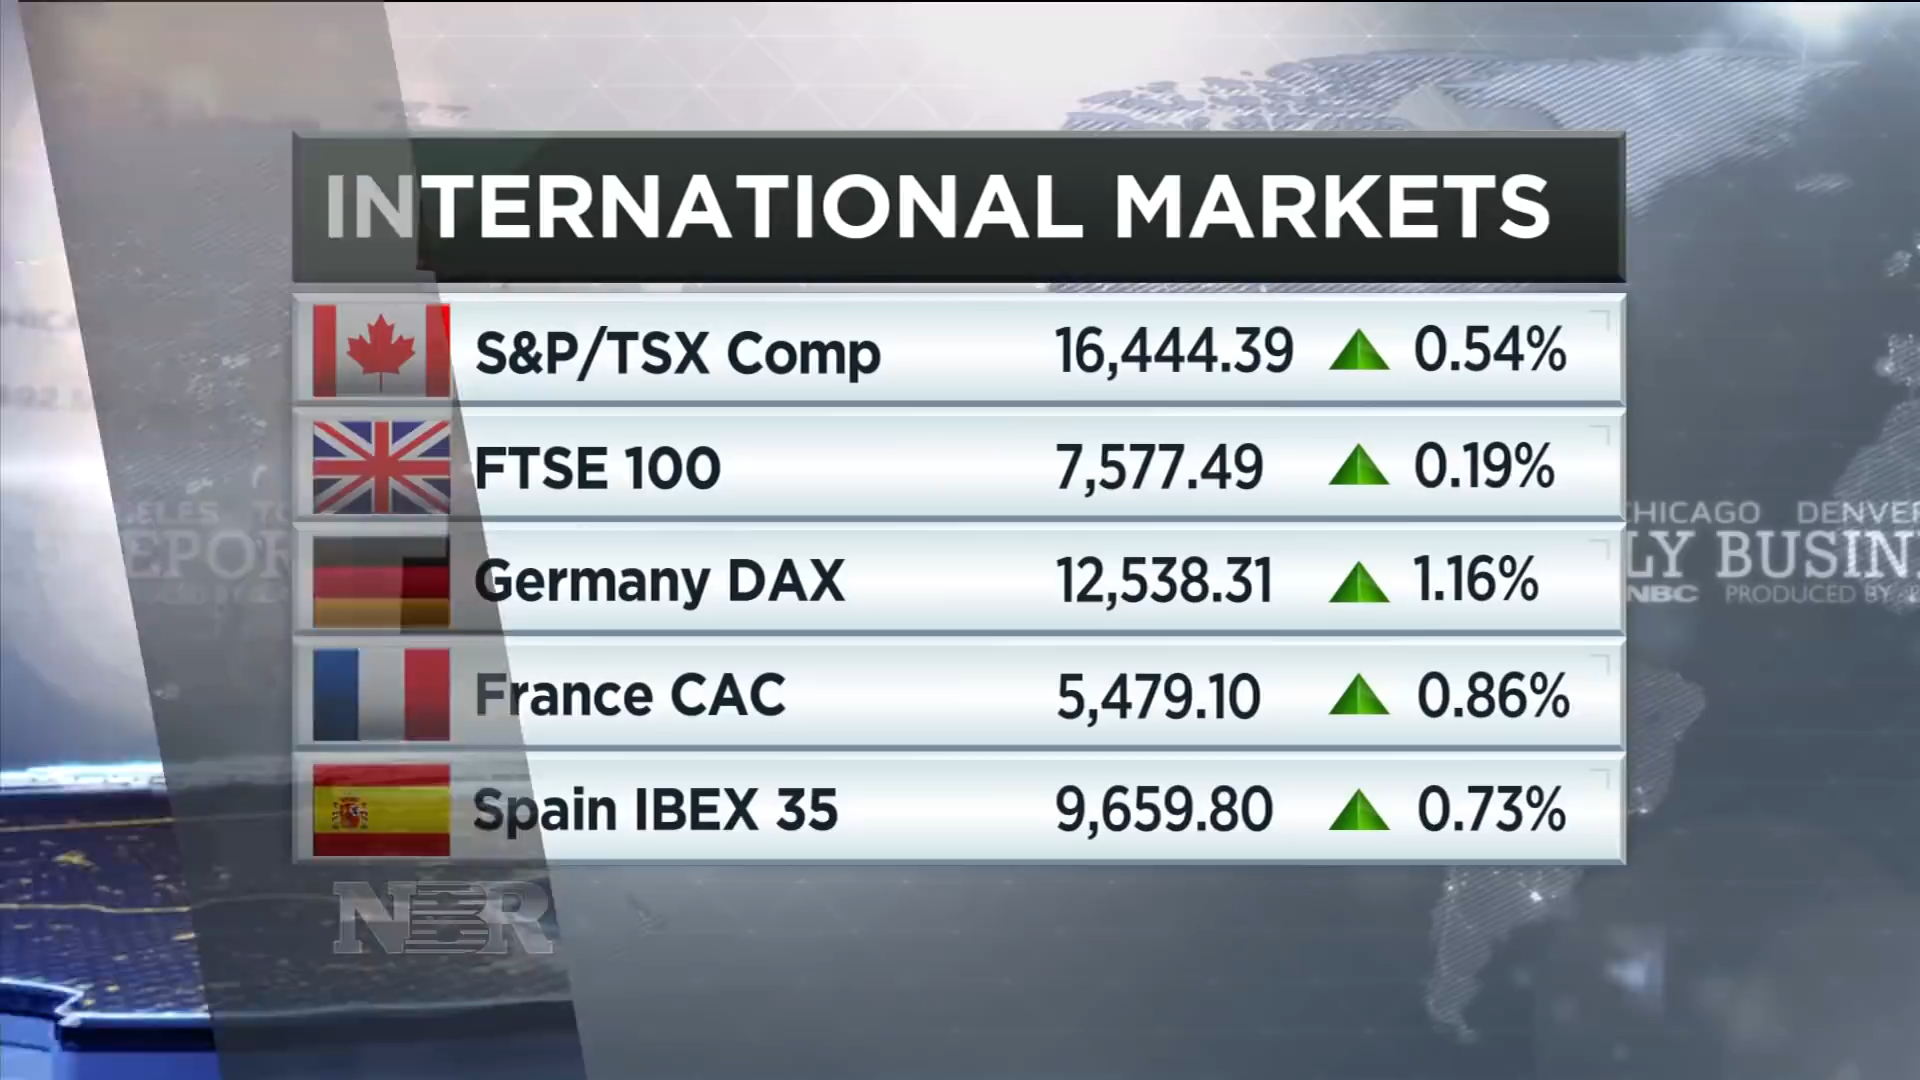 INTERNATIONAL MARKETS
S&P/TSX Comp 16,444.39 0.54%
FTSE 100 7,577.49 0.19%
Germany DAX 12,538.31 1.16%
France CAC 5,479.10 0.86%
Spain IBEX 35 9,659.80 0.73%
NBR
CHICAGO DENVER
LY BUSIN
NBC PRODUCED BY